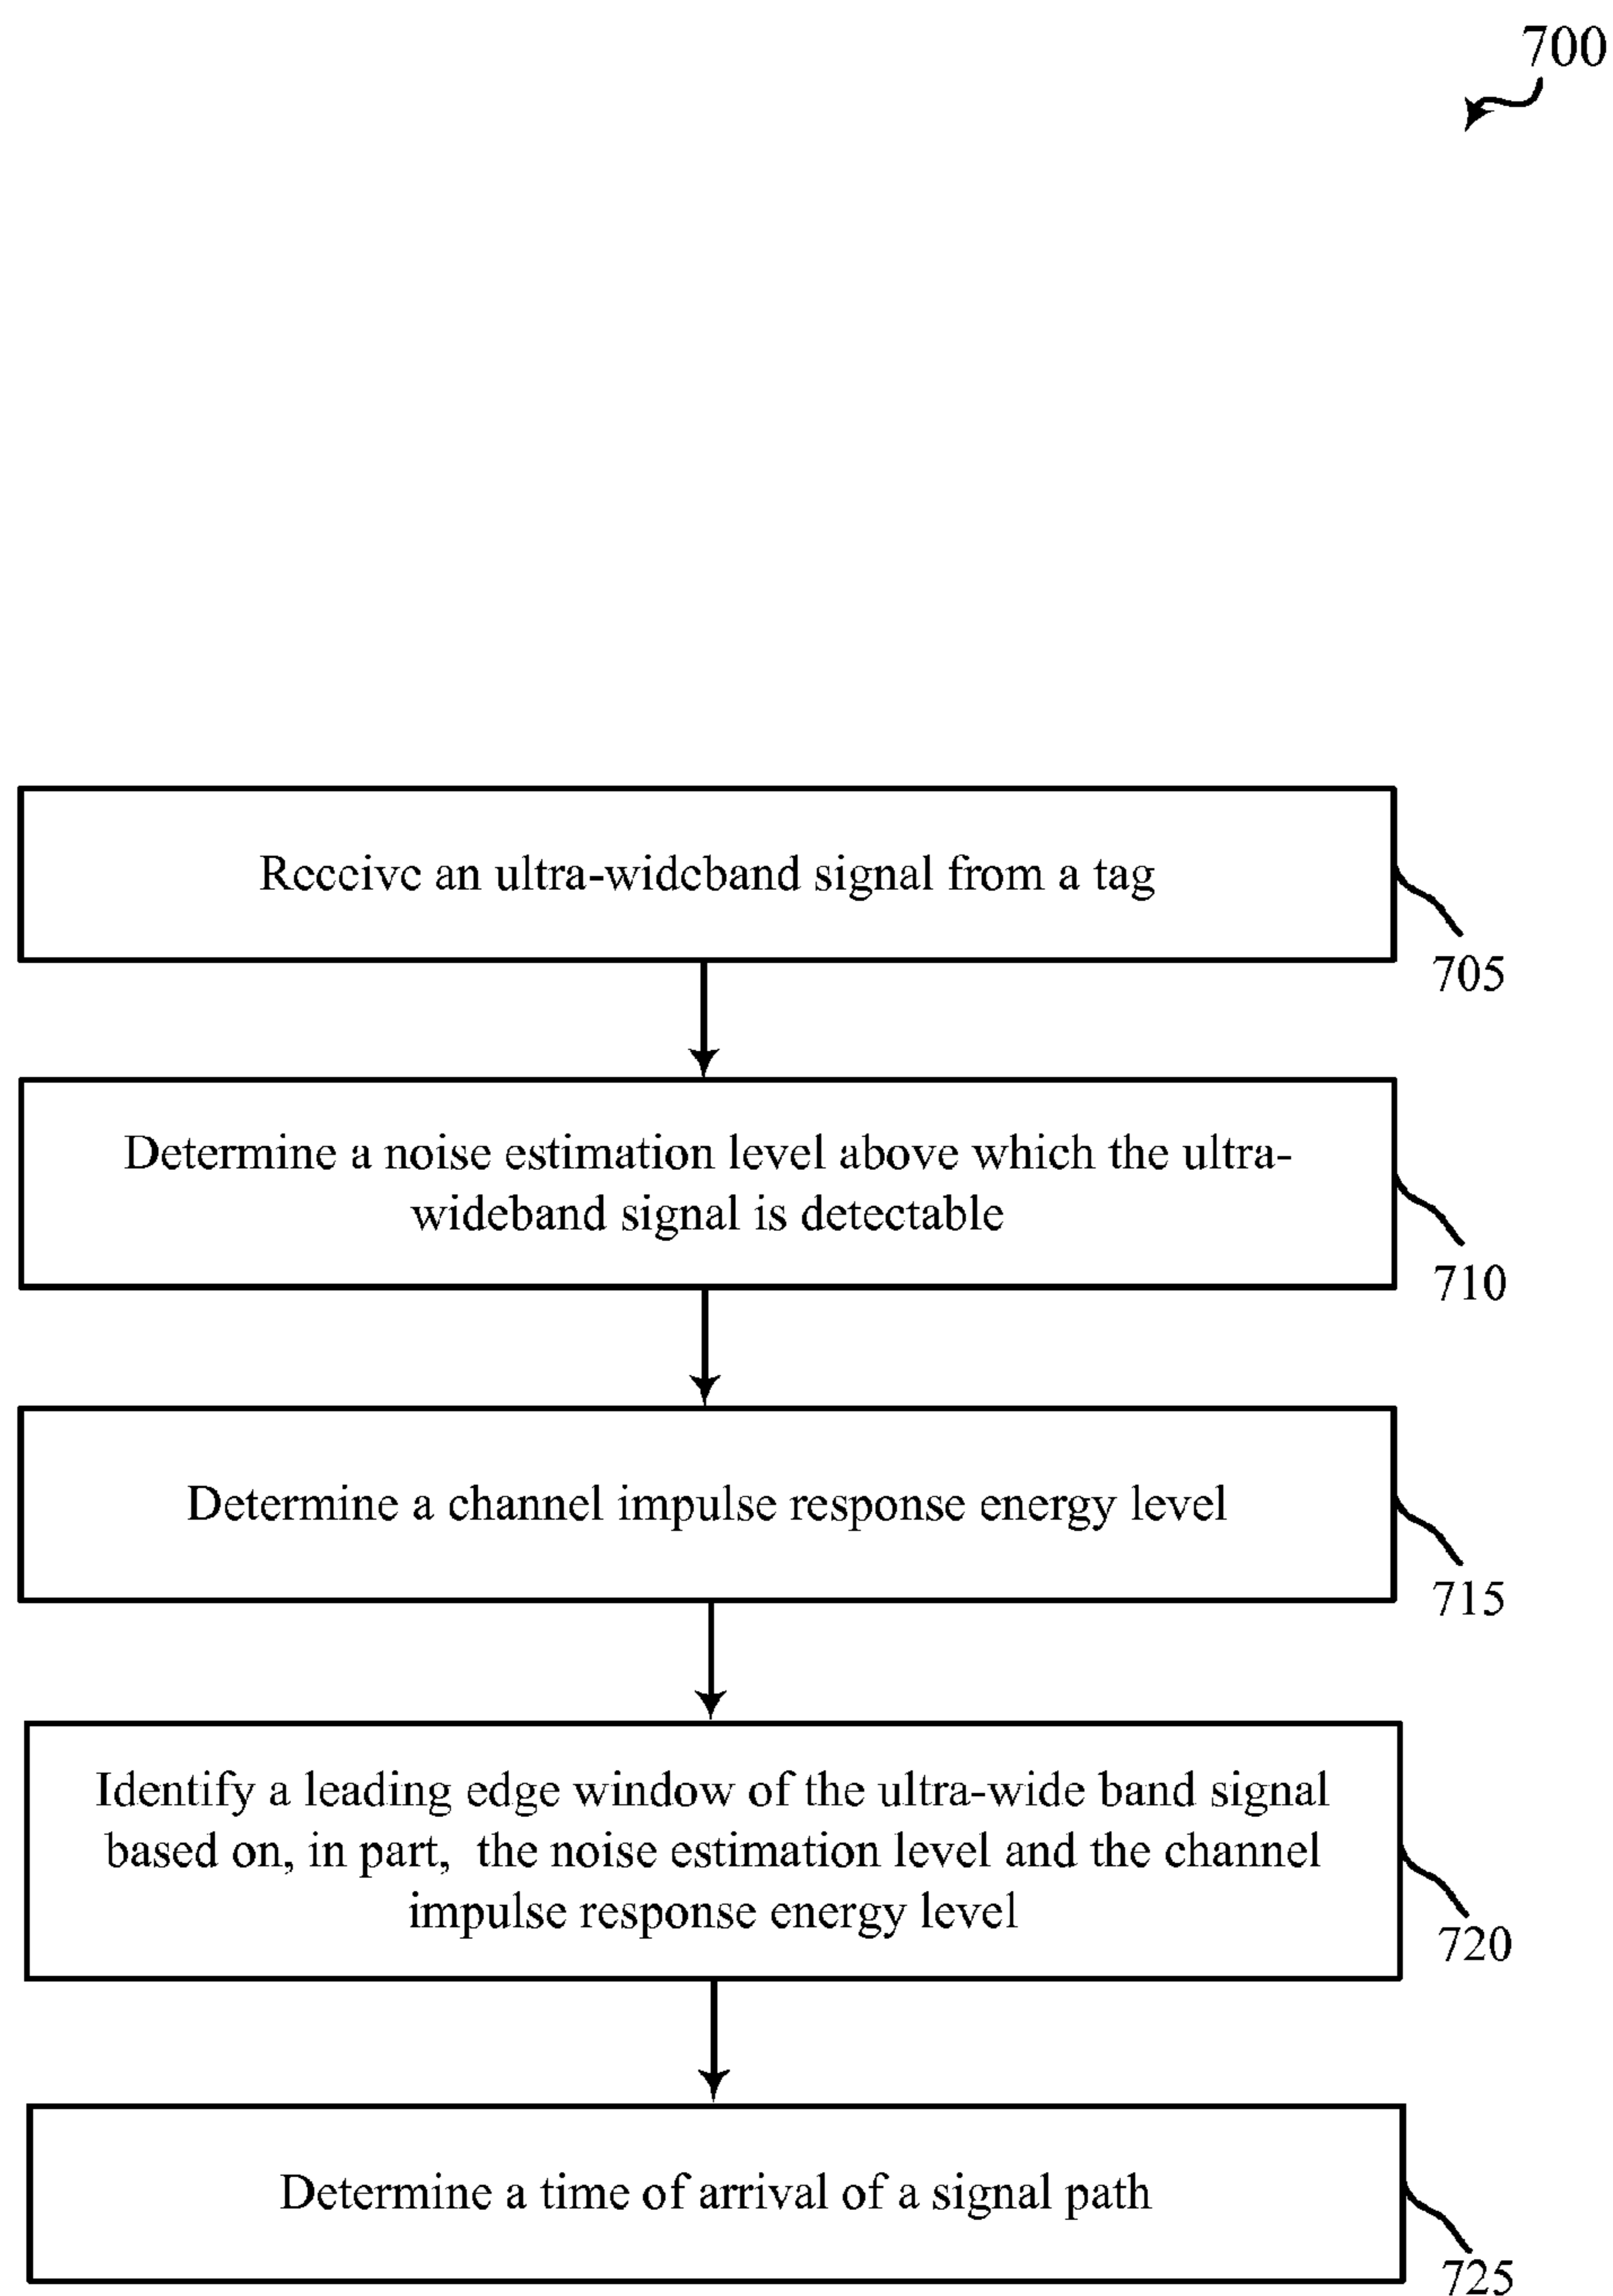 700
Receive an ultra-wideband signal from a tag
705
Determine a noise estimation level above which the ultra-
wideband signal is detectable
710
Determine a channel impulse response energy level
715
Identify a leading edge window of the ultra-wide band signal
based on, in part, the noise estimation level and the channel
impulse response energy level
720
Determine a time of arrival of a signal path
725